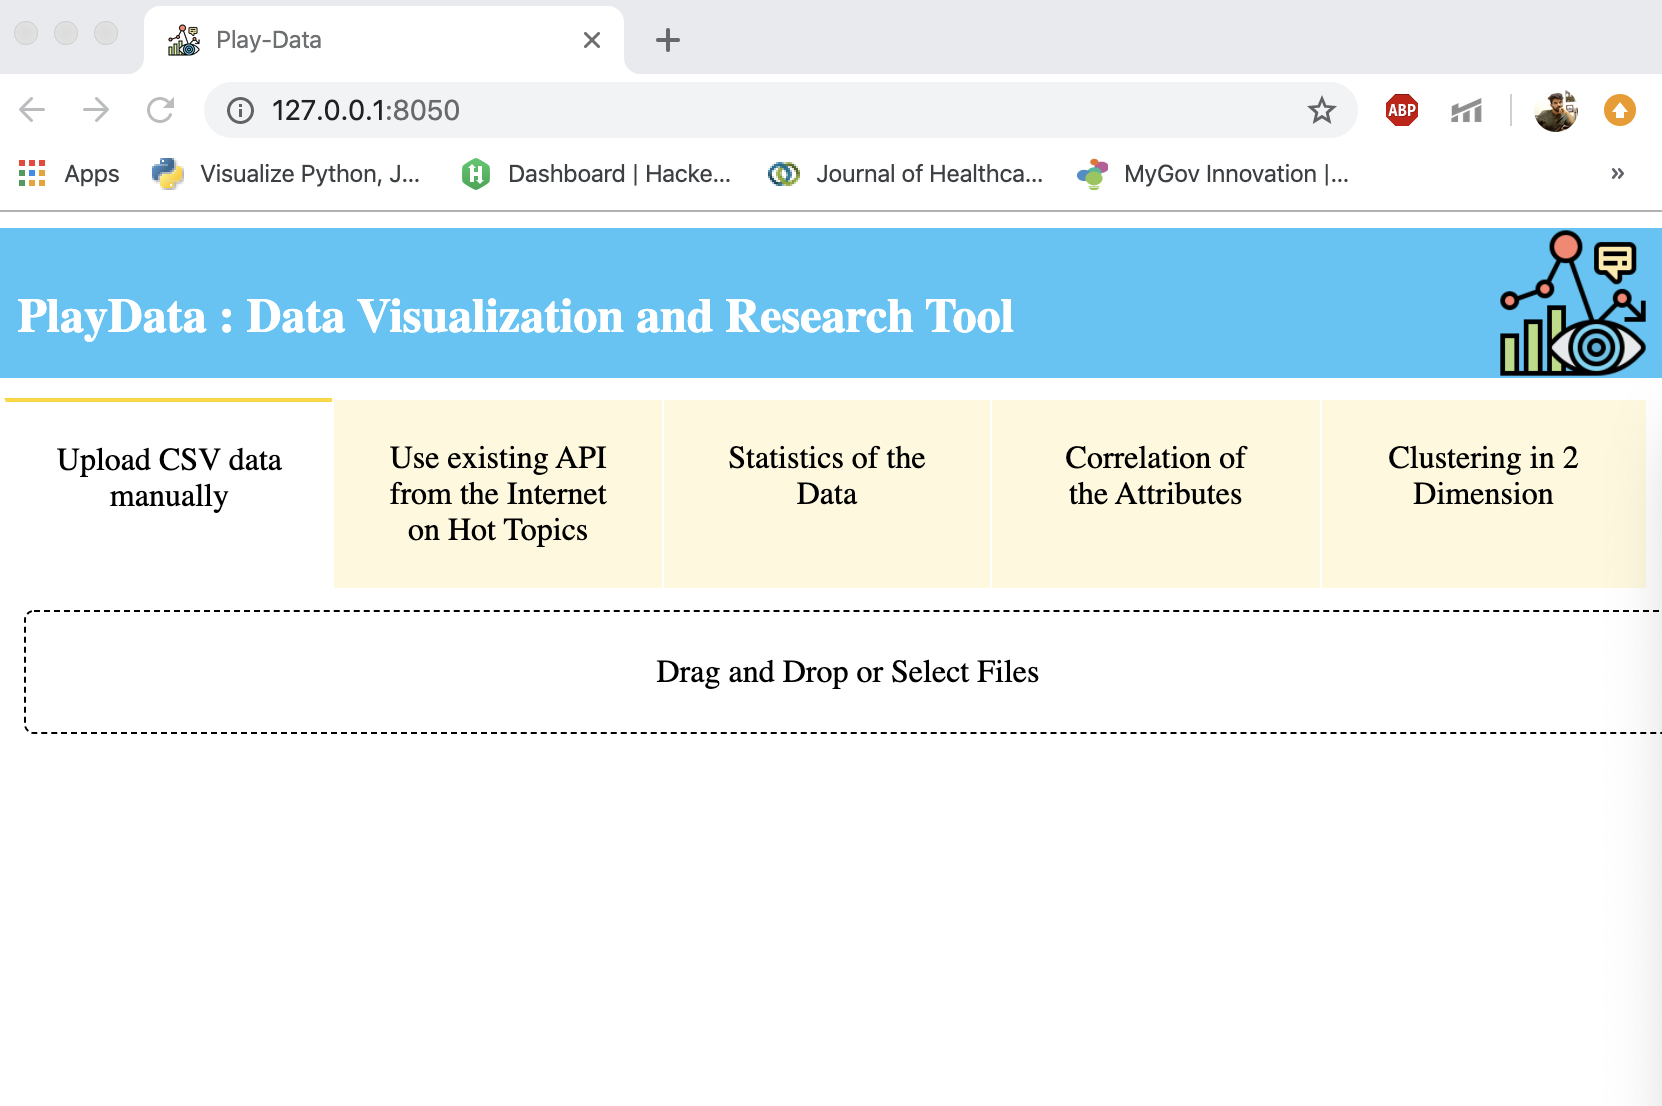 Play-Data
127.0.0.1:8050
ABP
Apps
Visualize Python, J...
H
Dashboard | Hacke...
Journal of Healthca...
MyGov Innovation |...
»
PlayData : Data Visualization and Research Tool
Upload CSV data
manually
Use existing API
from the Internet
on Hot Topics
Statistics of the
Data
Correlation of
the Attributes
Clustering in 2
Dimension
Drag and Drop or Select Files